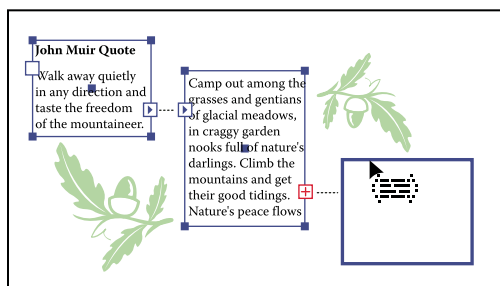 John Muir Quote
Walk away quietly
in any direction and
taste the freedom
of the mountaineer.
Camp out among the
grasses and gentians
of glacial meadows,
in craggy garden
nooks full of nature's
darlings. Climb the
mountains and get
their good tidings.
Nature's peace flows